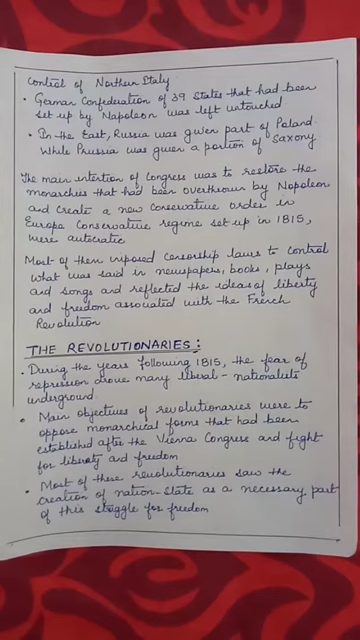 control of Northern Italy
• German Confederation of 39 States that had been
set up by Napoleon was left untouched
• In the East, Russia was given part of Poland
While Prussia was given a portion of Saxony
The main intention of Congress was to restore the
monarchies that had been overthrown by Napoleon
and create a new conservative order in
Europe Conservative regime set up in 1815,
were autocratic
Most of them imposed censorship laws to control
what was said in newspapers, books, plays
and songs and reflected the ideas of liberty
and freedom associated with the French
Revolution
THE REVOLUTIONARIES:
• During the years following 1815, the fear of
repression drove many liberal - nationalists
underground.
• Main objectives of revolutionaries were to
oppose monarchical forms that had been
established after the Vienna Congress and fight
for liberty and freedom
• Most of these revolutionaries saw the
creation of nation-State as a necessary part
of this struggle for freedom